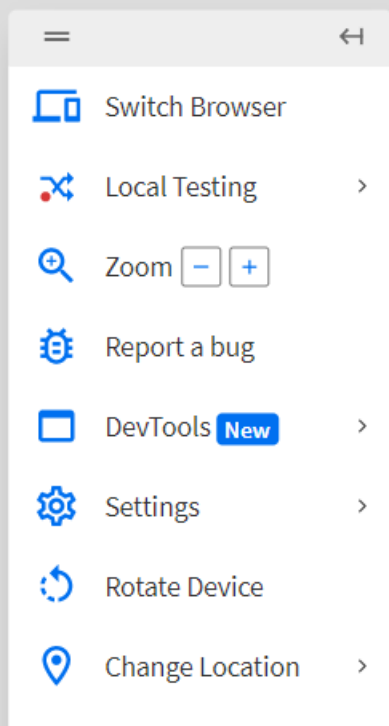 Switch Browser
Local Testing
Zoom − +
Report a bug
DevTools New
Settings
Rotate Device
Change Location